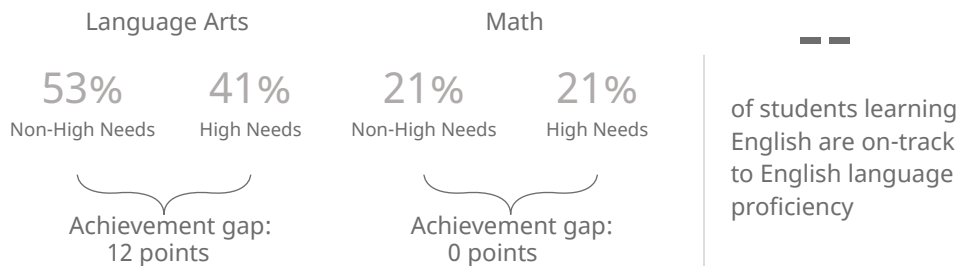 Language Arts
53% 41%
Non-High Needs High Needs
Achievement gap:
12 points
Math
21% 21%
Non-High Needs High Needs
Achievement gap:
0 points
--
of students learning
English are on-track
to English language
proficiency